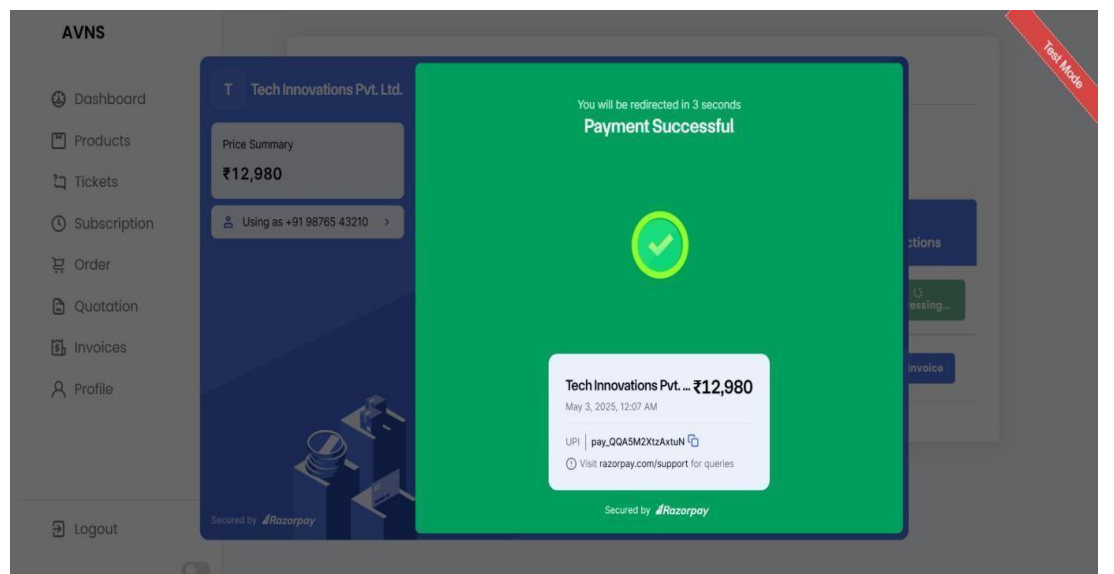 AVNS
Test Mode
Dashboard
Products
Tickets
Subscription
Order
Quotation
Invoices
Profile
Logout
T Tech Innovations Pvt. Ltd.
Price Summary
₹12,980
Using as +91 98765 43210 >
Secured by Razorpay
You will be redirected in 3 seconds
Payment Successful
Tech Innovations Pvt. ... ₹12,980
May 3, 2025, 12:07 AM
UPI | pay_QQA5M2XtzAxtuN
Visit razorpay.com/support for queries
Secured by Razorpay
ctions
essing...
nvoice